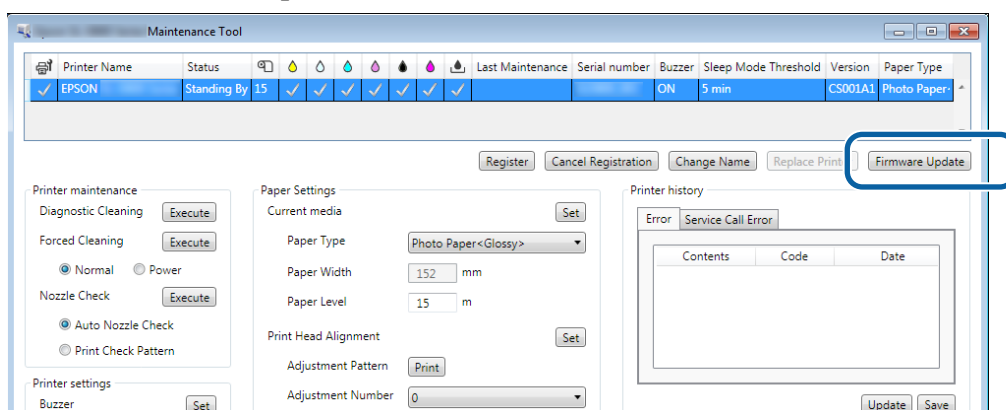 Maintenance Tool
Printer Name Status Last Maintenance Serial number Buzzer Sleep Mode Threshold Version Paper Type
EPSON Standing By 15 ON 5 min CS001A1 Photo Paper-
Register Cancel Registration Change Name Replace Firmware Update
Printer maintenance Paper Settings Printer history
Diagnostic Cleaning Execute Current media Set Error Service Call Error
Forced Cleaning Execute Paper Type Photo Paper<Glossy> Contents Code Date
Normal Power Paper Width 152 mm
Nozzle Check Execute Paper Level 15 m
Auto Nozzle Check
Print Head Alignment Set
Print Check Pattern
Adjustment Pattern Print
Printer settings
Adjustment Number 0
Buzzer Set Update Save